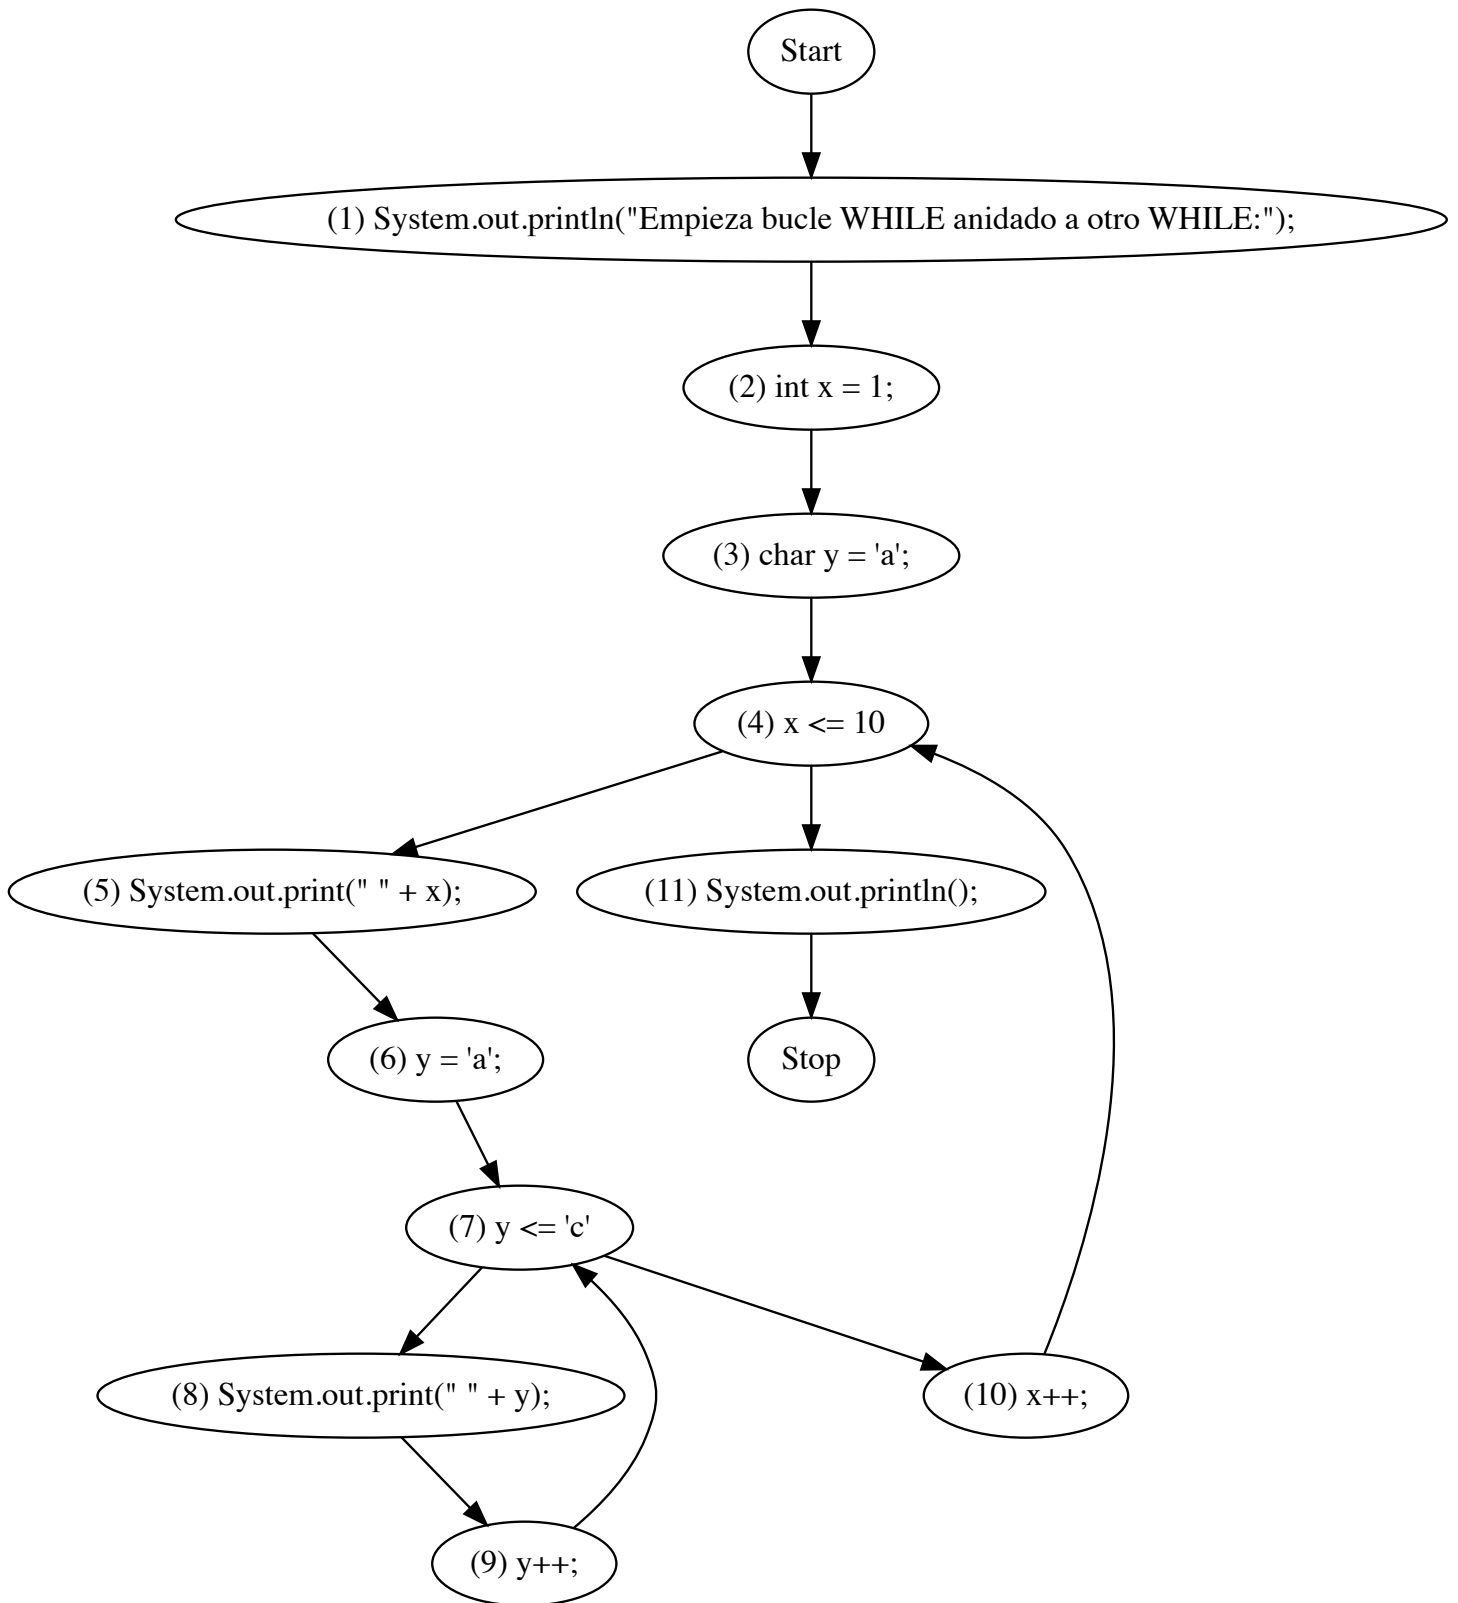 Start
(1) System.out.println("Empieza bucle WHILE anidado a otro WHILE:");
(2) int x = 1;
(3) char y = 'a';
(4) x <= 10
(5) System.out.print(" " + x);
(11) System.out.println();
(6) y = 'a';
Stop
(7) y <= 'c'
(8) System.out.print(" " + y);
(10) x++;
(9) y++;